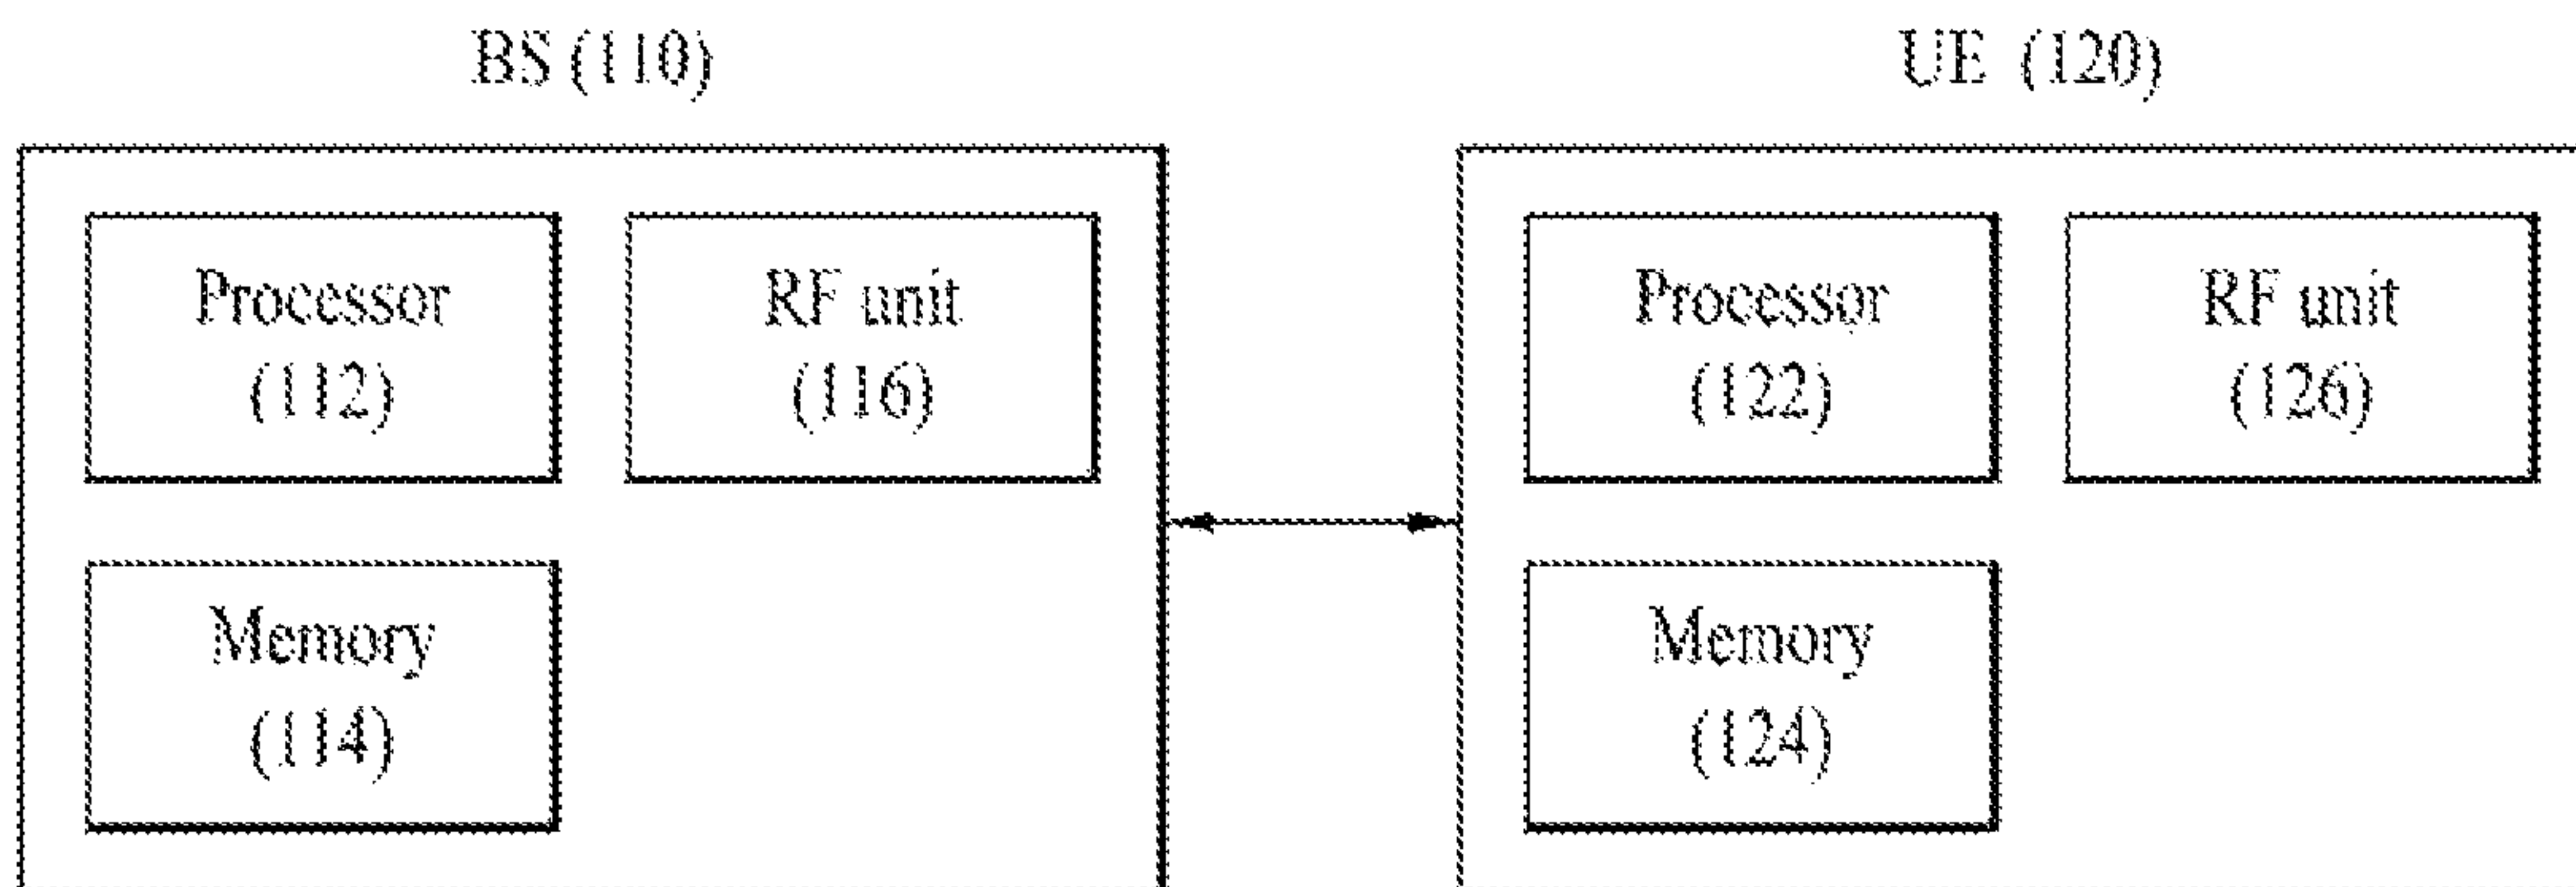 BS (110)
UE (120)
Processor
(112)
RF unit
(116)
Processor
(122)
RF unit
(126)
Memory
(114)
Memory
(124)